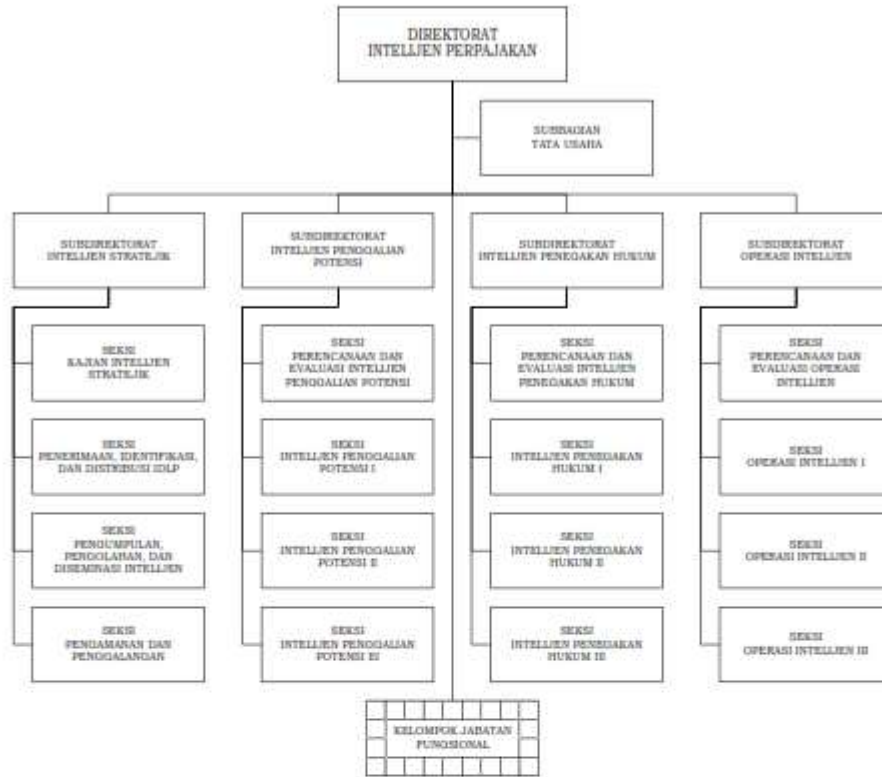 DIREKTORAT
INTELIJEN PERPAJAKAN
SUBBAGIAN
TATA USAHA
SUBDIREKTORAT
INTELIJEN STRATEJIK
SUBDIREKTORAT
INTELIJEN PENGGALIAN
POTENSI
SUBDIREKTORAT
INTELIJEN PENEGAKAN HUKUM
SUBDIREKTORAT
OPERASI INTELIJEN
SEKSI
KAJIAN INTELIJEN
STRATEJIK
SEKSI
PERENCANAAN DAN
EVALUASI INTELIJEN
PENGGALIAN POTENSI
SEKSI
PERENCANAAN DAN
EVALUASI INTELIJEN
PENEGAKAN HUKUM
SEKSI
PERENCANAAN DAN
EVALUASI OPERASI
INTELIJEN
SEKSI
PENERIMAAN, IDENTIFIKASI,
DAN DISTRIBUSI IDLP
SEKSI
INTELIJEN PENGGALIAN
POTENSI I
SEKSI
INTELIJEN PENEGAKAN
HUKUM I
SEKSI
OPERASI INTELIJEN I
SEKSI
PENGUMPULAN,
PENGOLAHAN, DAN
DISEMINASI INTELIJEN
SEKSI
INTELIJEN PENGGALIAN
POTENSI II
SEKSI
INTELIJEN PENEGAKAN
HUKUM II
SEKSI
OPERASI INTELIJEN II
SEKSI
PENGAMANAN DAN
PENGGALANGAN
SEKSI
INTELIJEN PENGGALIAN
POTENSI III
SEKSI
INTELIJEN PENEGAKAN
HUKUM III
SEKSI
OPERASI INTELIJEN III
KELOMPOK JABATAN
FUNGSIONAL